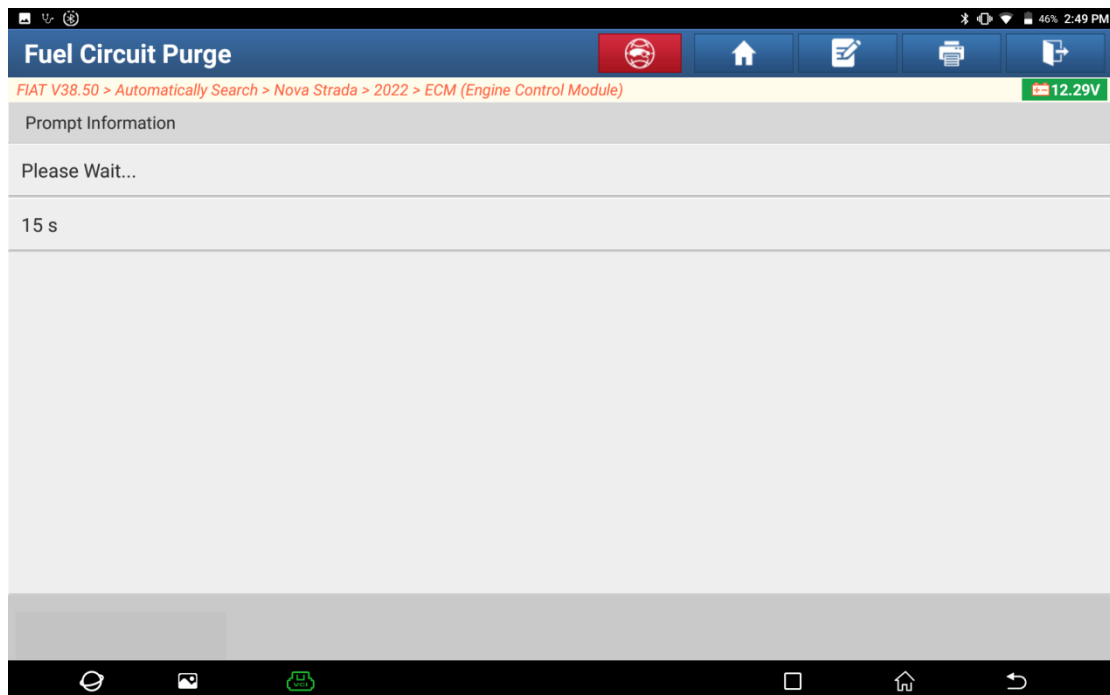 46% 2:49 PM
Fuel Circuit Purge
FIAT V38.50 > Automatically Search > Nova Strada > 2022 > ECM (Engine Control Module)
12.29V
Prompt Information
Please Wait...
15 s
VCI